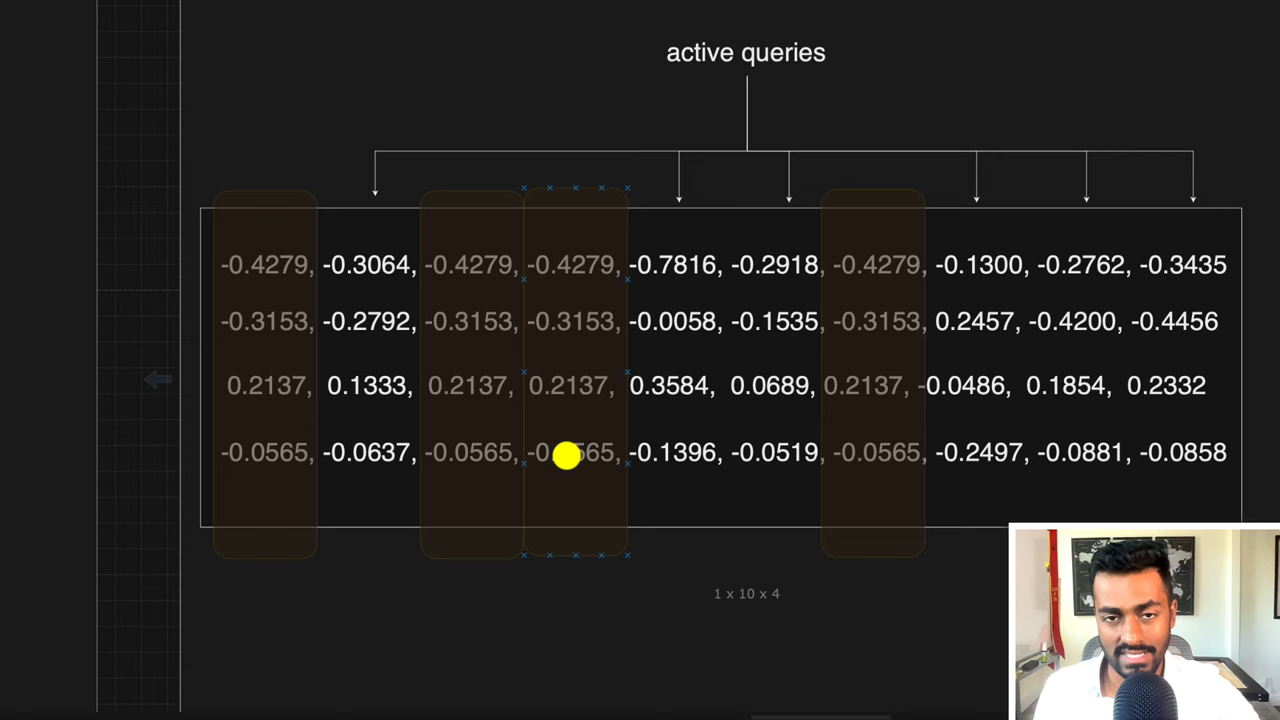 active queries
-0.4279, -0.3064, -0.4279, -0.4279, -0.7816, -0.2918, -0.4279, -0.1300, -0.2762, -0.3435
-0.3153, -0.2792, -0.3153, -0.3153, -0.0058, -0.1535, -0.3153, 0.2457, -0.4200, -0.4456
0.2137, 0.1333, 0.2137, 0.2137, 0.3584, 0.0689, 0.2137, -0.0486, 0.1854, 0.2332
-0.0565, -0.0637, -0.0565, -0.0565, -0.1396, -0.0519, -0.0565, -0.2497, -0.0881, -0.0858
1 x 10 x 4